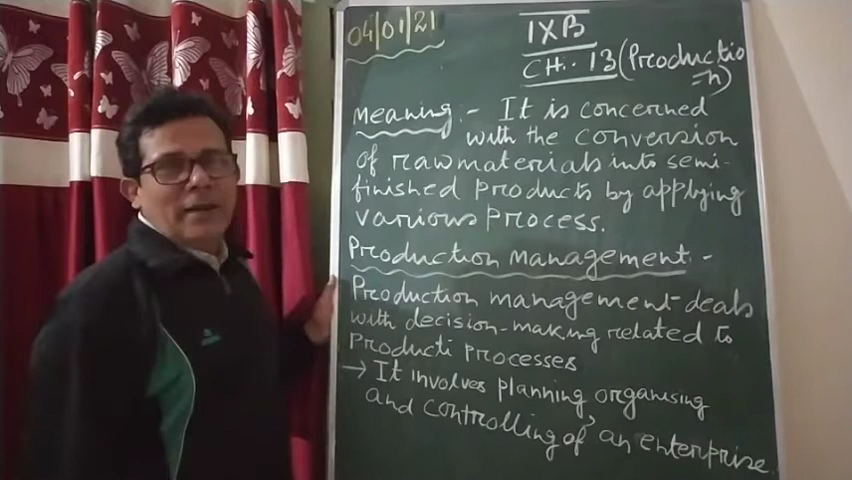 04/01/21
IXB
CH. 13 (Productio
=n)
Meaning:- It is concerned
with the conversion
of rawmaterials into semi-
finished products by applying
various process.
Production management:-
Production management deals
with decision-making related to
Producti processes
→ It involves planning, organising
and controlling of an enterprise.